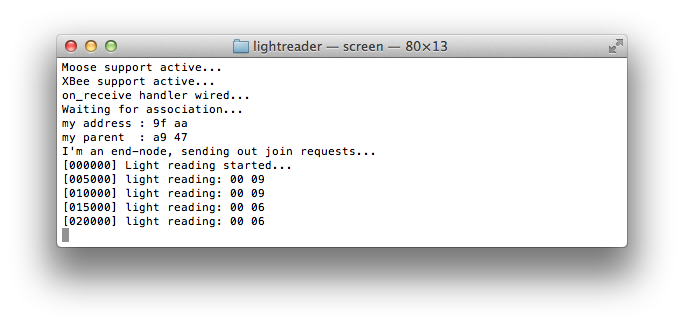 lightreader — screen — 80×13
Moose support active...
XBee support active...
on_receive handler wired...
Waiting for association...
my address : 9f aa
my parent  : a9 47
I'm an end-node, sending out join requests...
[000000] Light reading started...
[005000] light reading: 00 09
[010000] light reading: 00 09
[015000] light reading: 00 06
[020000] light reading: 00 06